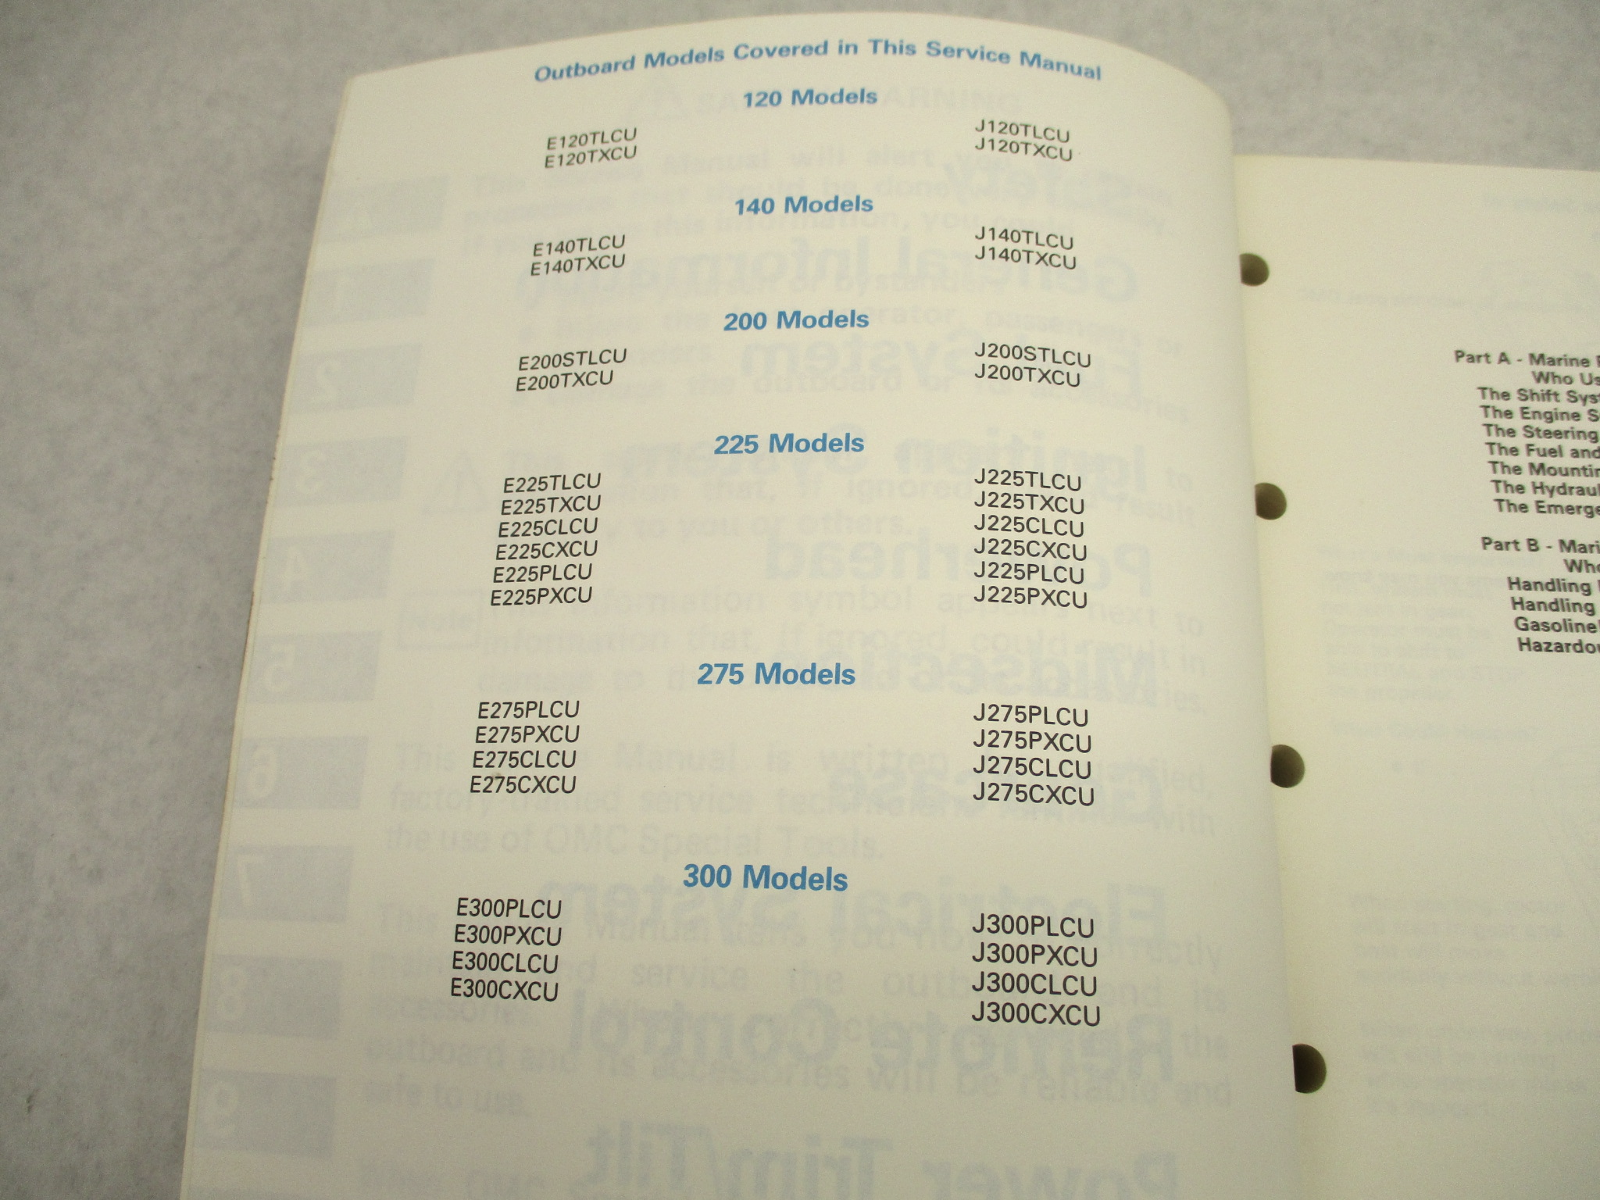 Outboard Models Covered in This Service Manual
120 Models
E120TLCU J120TLCU
E120TXCU J120TXCU
140 Models
E140TLCU J140TLCU
E140TXCU J140TXCU
200 Models
E200STLCU J200STLCU
E200TXCU J200TXCU
225 Models
E225TLCU J225TLCU
E225TXCU J225TXCU
E225CLCU J225CLCU
E225CXCU J225CXCU
E225PLCU J225PLCU
E225PXCU J225PXCU
275 Models
E275PLCU J275PLCU
E275PXCU J275PXCU
E275CLCU J275CLCU
E275CXCU J275CXCU
300 Models
E300PLCU J300PLCU
E300PXCU J300PXCU
E300CLCU J300CLCU
E300CXCU J300CXCU
Part A - Marine
Who Us
The Shift Syst
The Engine S
The Steering
The Fuel and
The Mountin
The Hydraul
The Emerge
Part B - Mari
Who
Handling
Handling
Gasoline
Hazardou